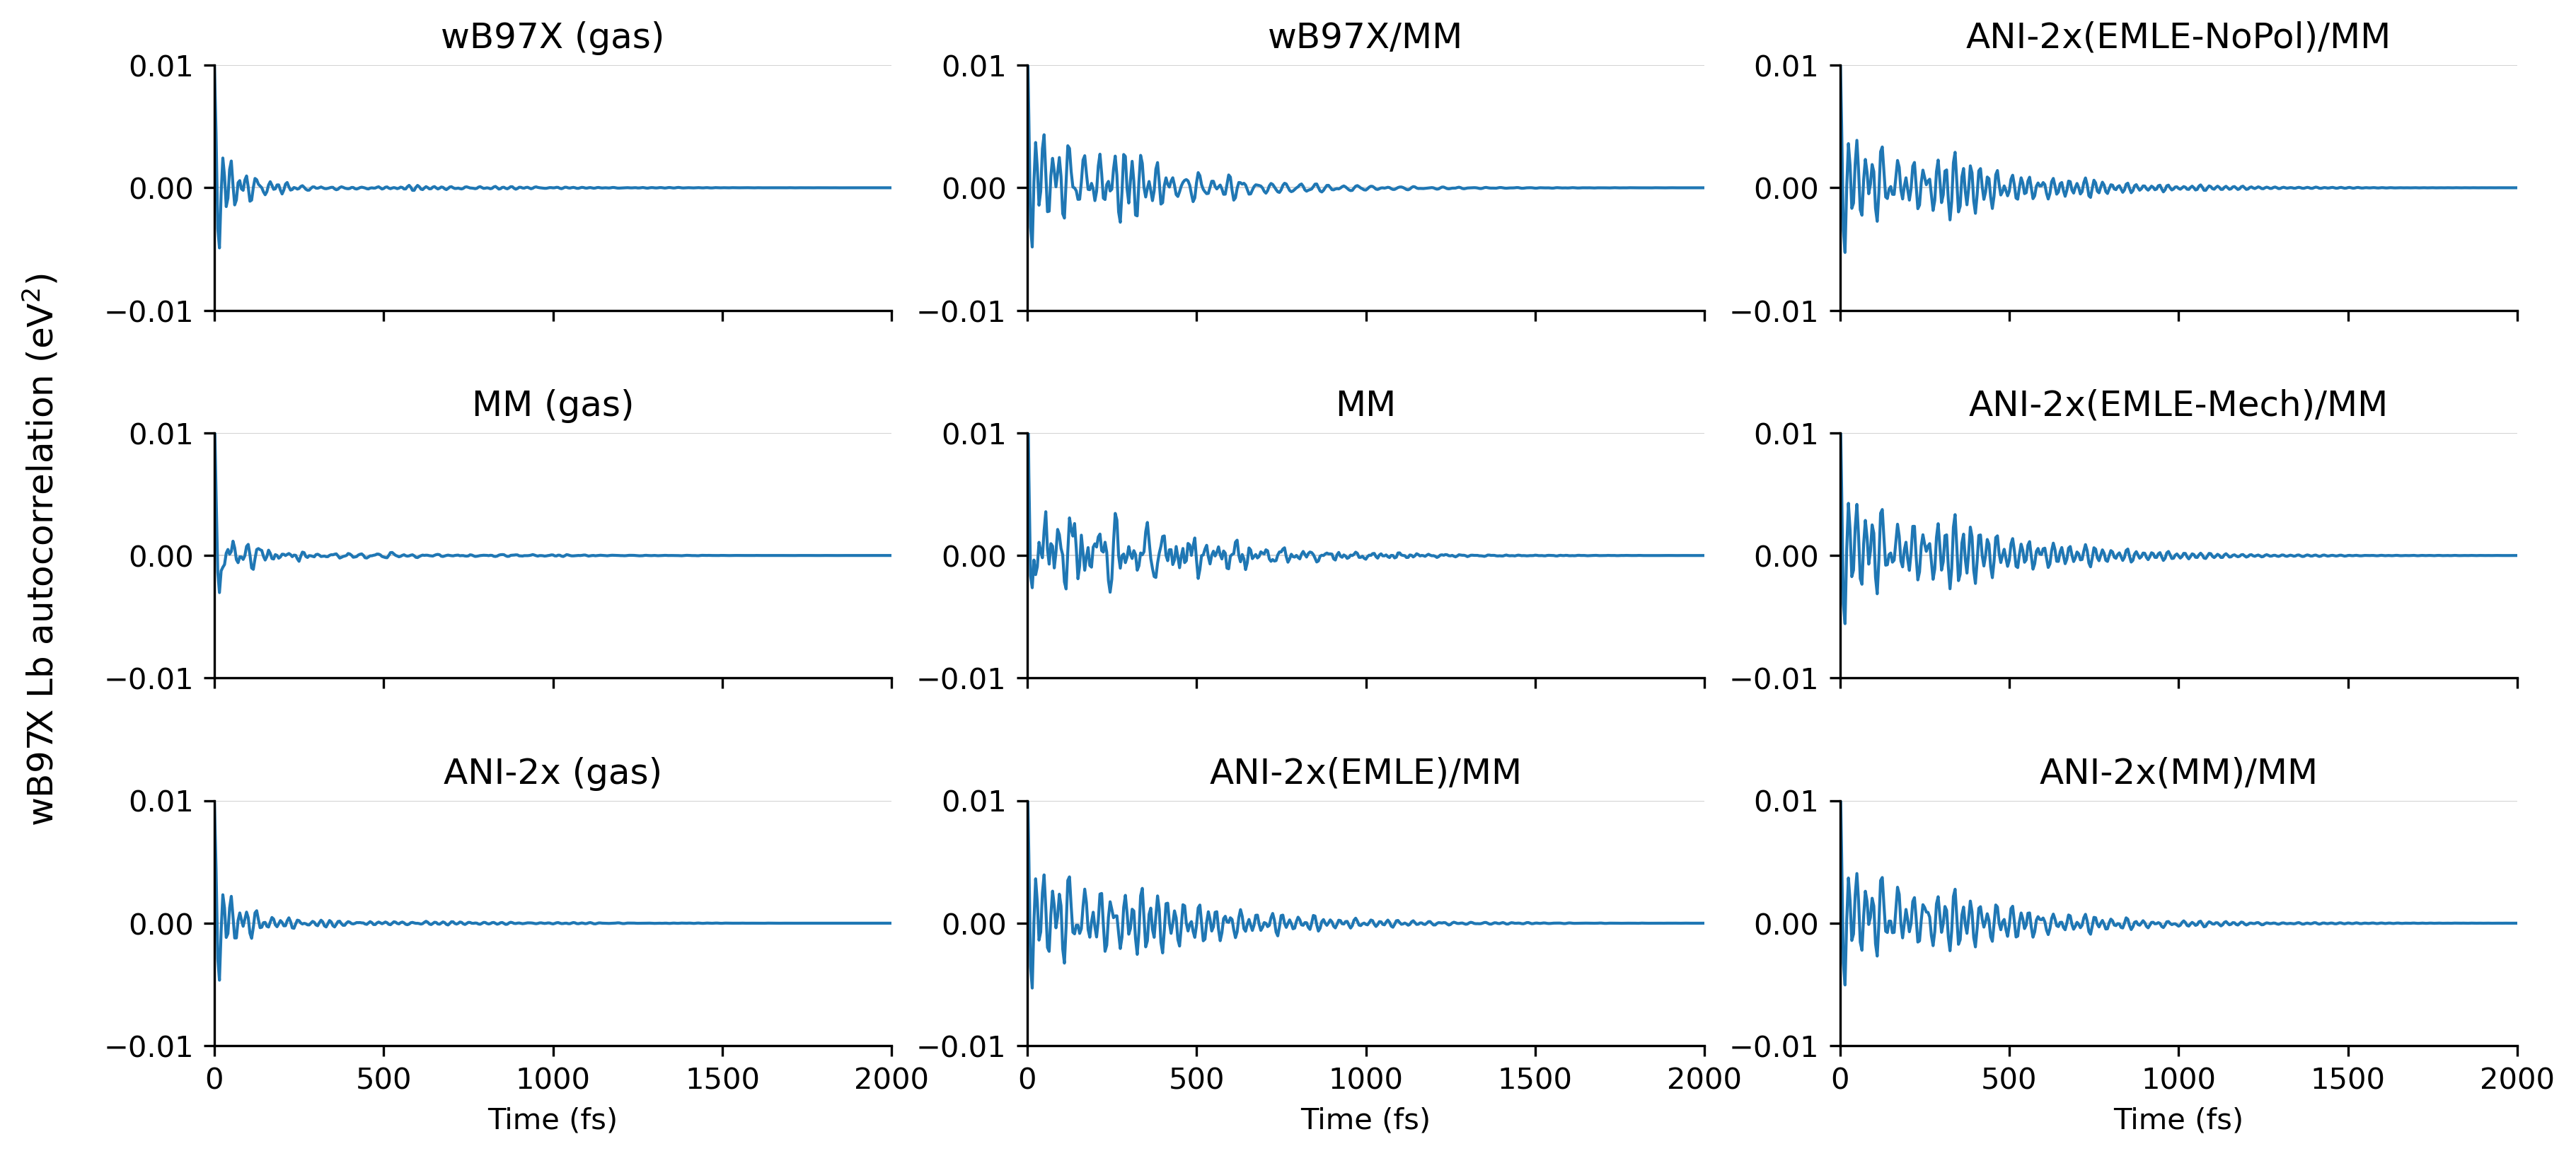 wB97X Lb autocorrelation (eV²)
wB97X (gas)
0.01
0.00
−0.01
wB97X/MM
0.01
0.00
−0.01
ANI-2x(EMLE-NoPol)/MM
0.01
0.00
−0.01
MM (gas)
0.01
0.00
−0.01
MM
0.01
0.00
−0.01
ANI-2x(EMLE-Mech)/MM
0.01
0.00
−0.01
ANI-2x (gas)
0.01
0.00
−0.01
0 500 1000 1500 2000
Time (fs)
ANI-2x(EMLE)/MM
0.01
0.00
−0.01
0 500 1000 1500 2000
Time (fs)
ANI-2x(MM)/MM
0.01
0.00
−0.01
0 500 1000 1500 2000
Time (fs)